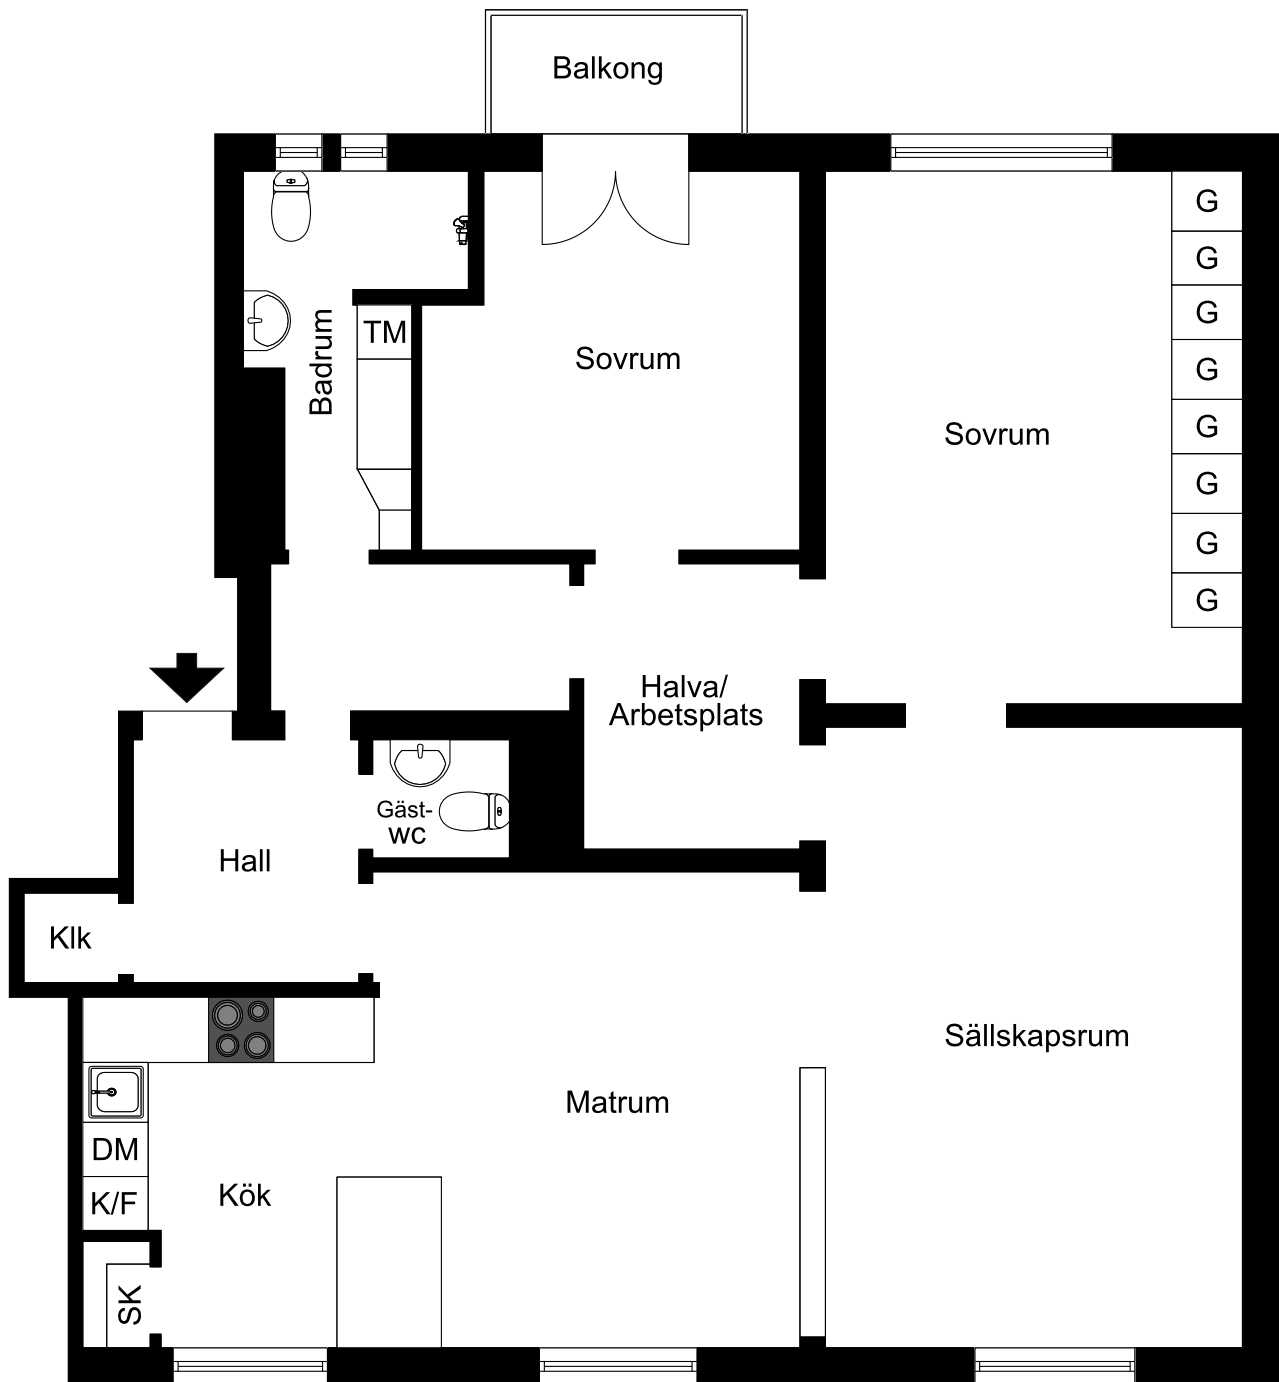 Balkong
G
G
G
G
G
G
G
G
TM
Badrum
Sovrum
Sovrum
Halva/
Arbetsplats
Gäst-
WC
Hall
Klk
Sällskapsrum
Matrum
DM
K/F
Kök
SK